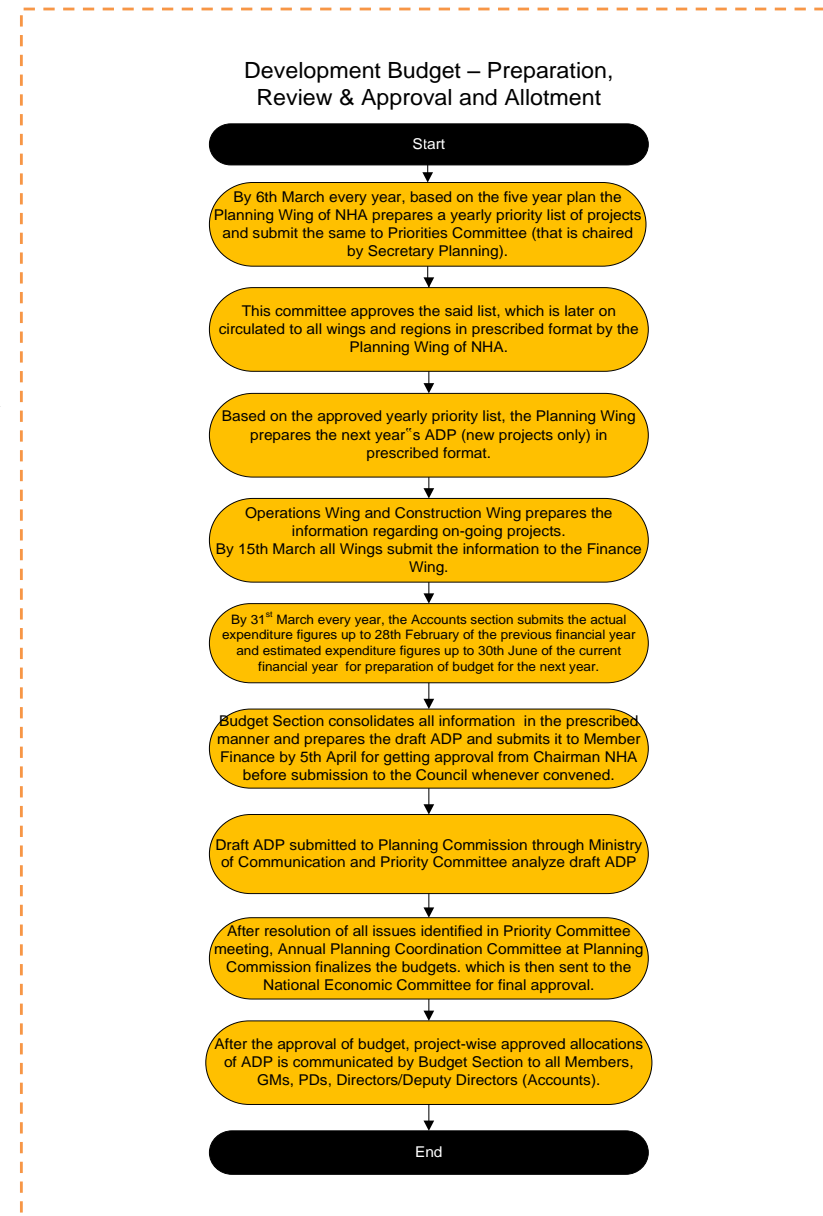 Development Budget – Preparation,
Review & Approval and Allotment
Start
By 6th March every year, based on the five year plan the
Planning Wing of NHA prepares a yearly priority list of projects
and submit the same to Priorities Committee (that is chaired
by Secretary Planning).
This committee approves the said list, which is later on
circulated to all wings and regions in prescribed format by the
Planning Wing of NHA.
Based on the approved yearly priority list, the Planning Wing
prepares the next year‟s ADP (new projects only) in
prescribed format.
Operations Wing and Construction Wing prepares the
information regarding on-going projects.
By 15th March all Wings submit the information to the Finance
Wing.
By 31st March every year, the Accounts section submits the actual
expenditure figures up to 28th February of the previous financial year
and estimated expenditure figures up to 30th June of the current
financial year for preparation of budget for the next year.
Budget Section consolidates all information in the prescribed
manner and prepares the draft ADP and submits it to Member
Finance by 5th April for getting approval from Chairman NHA
before submission to the Council whenever convened.
Draft ADP submitted to Planning Commission through Ministry
of Communication and Priority Committee analyze draft ADP
After resolution of all issues identified in Priority Committee
meeting, Annual Planning Coordination Committee at Planning
Commission finalizes the budgets. which is then sent to the
National Economic Committee for final approval.
After the approval of budget, project-wise approved allocations
of ADP is communicated by Budget Section to all Members,
GMs, PDs, Directors/Deputy Directors (Accounts).
End